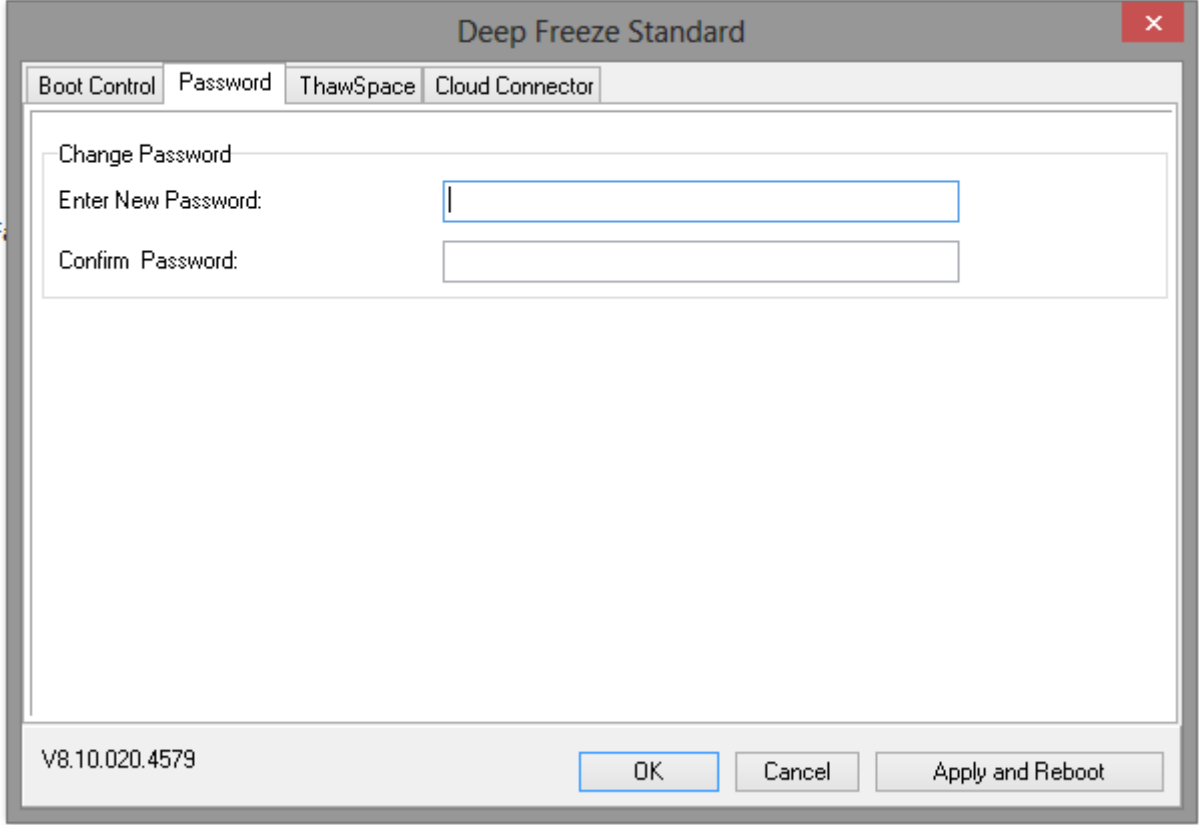 Deep Freeze Standard
Boot Control Password ThawSpace Cloud Connector
Change Password
Enter New Password:
Confirm Password:
V8.10.020.4579 OK Cancel Apply and Reboot